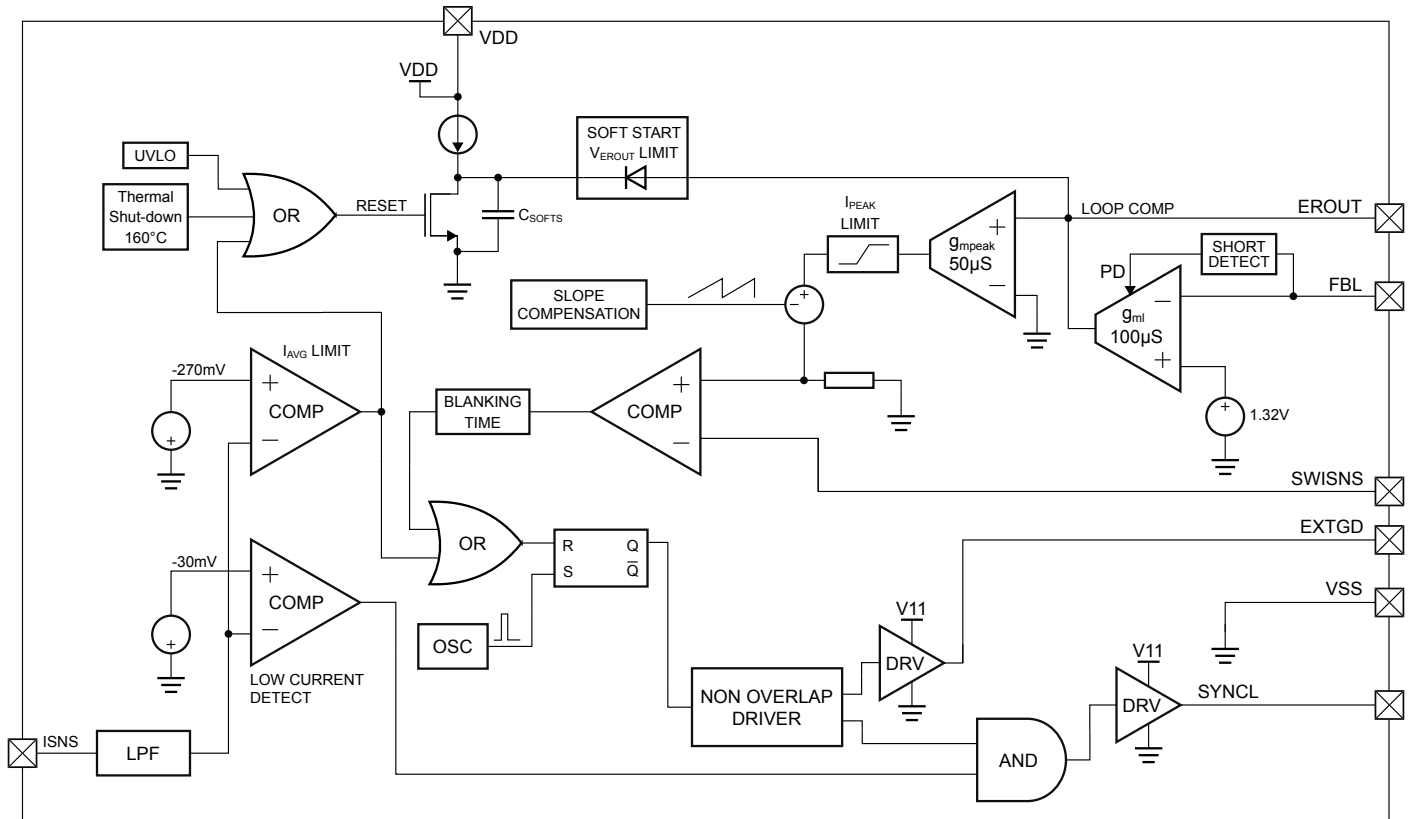 VDD
VDD
UVLO
Thermal
Shut-down
160°C
OR
RESET
CSOFTS
SOFT START
VEROUT LIMIT
IPEAK
LIMIT
gmpeak
50µS
+
−
LOOP COMP
EROUT
SHORT
DETECT
PD
FBL
gml
100µS
−
+
+
1.32V
SLOPE
COMPENSATION
+
−
IAVG LIMIT
-270mV
+
−
COMP
+
BLANKING
TIME
COMP
+
−
SWISNS
EXTGD
VSS
-30mV
+
−
COMP
+
LOW CURRENT
DETECT
OR
R
S
Q
Q̅
OSC
NON OVERLAP
DRIVER
V11
DRV
V11
DRV
SYNCL
AND
ISNS
LPF